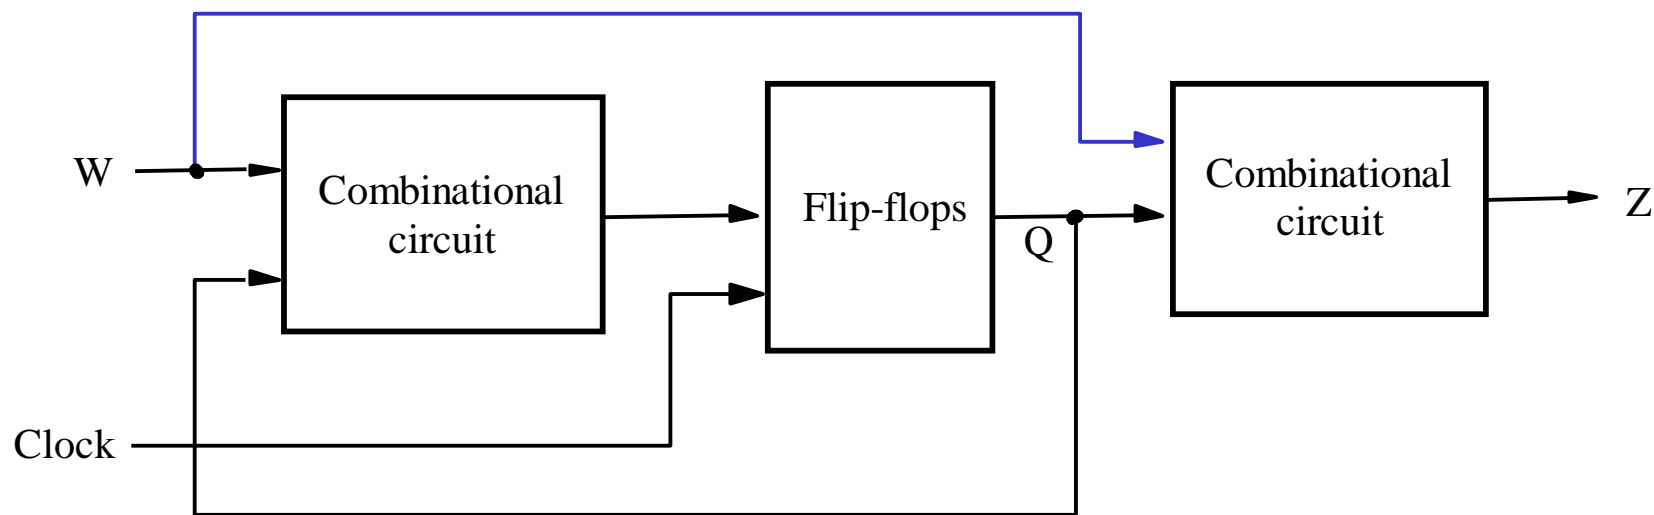 W
Combinational
circuit
Flip-flops
Q
Combinational
circuit
Z
Clock